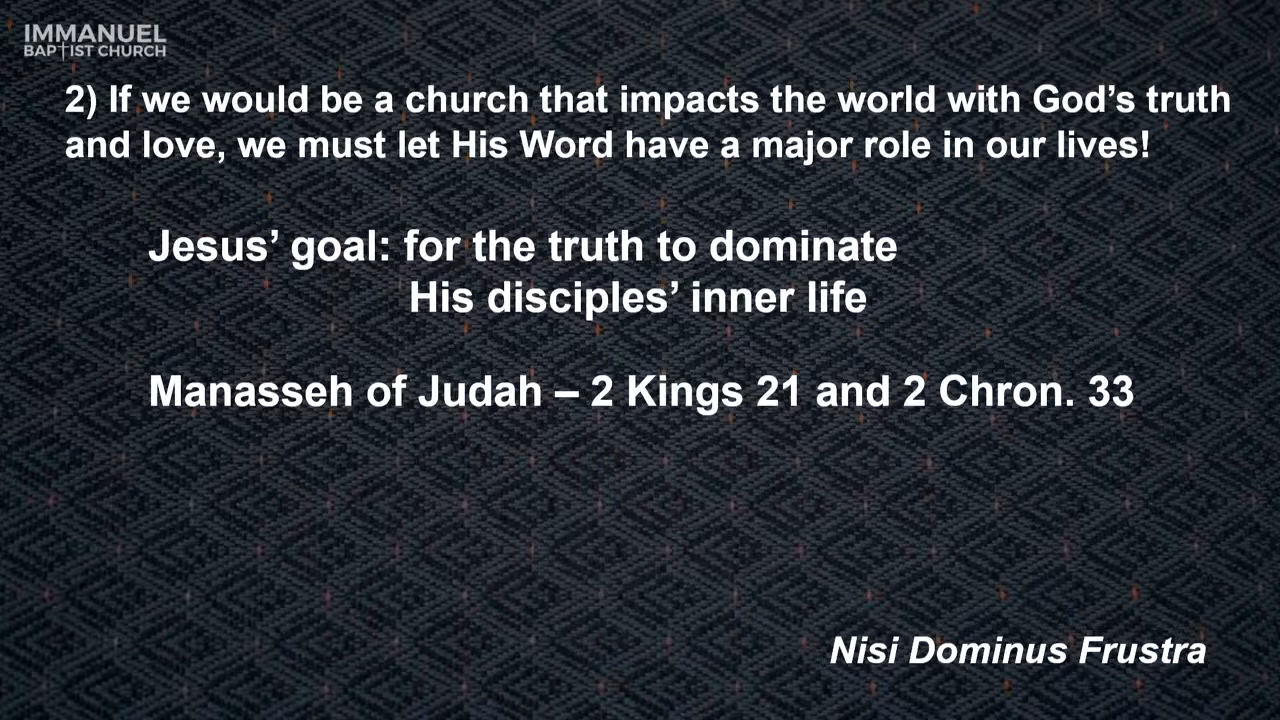 IMMANUEL
BAPTIST CHURCH
2) If we would be a church that impacts the world with God’s truth
and love, we must let His Word have a major role in our lives!
Jesus’ goal: for the truth to dominate
His disciples’ inner life
Manasseh of Judah – 2 Kings 21 and 2 Chron. 33
Nisi Dominus Frustra